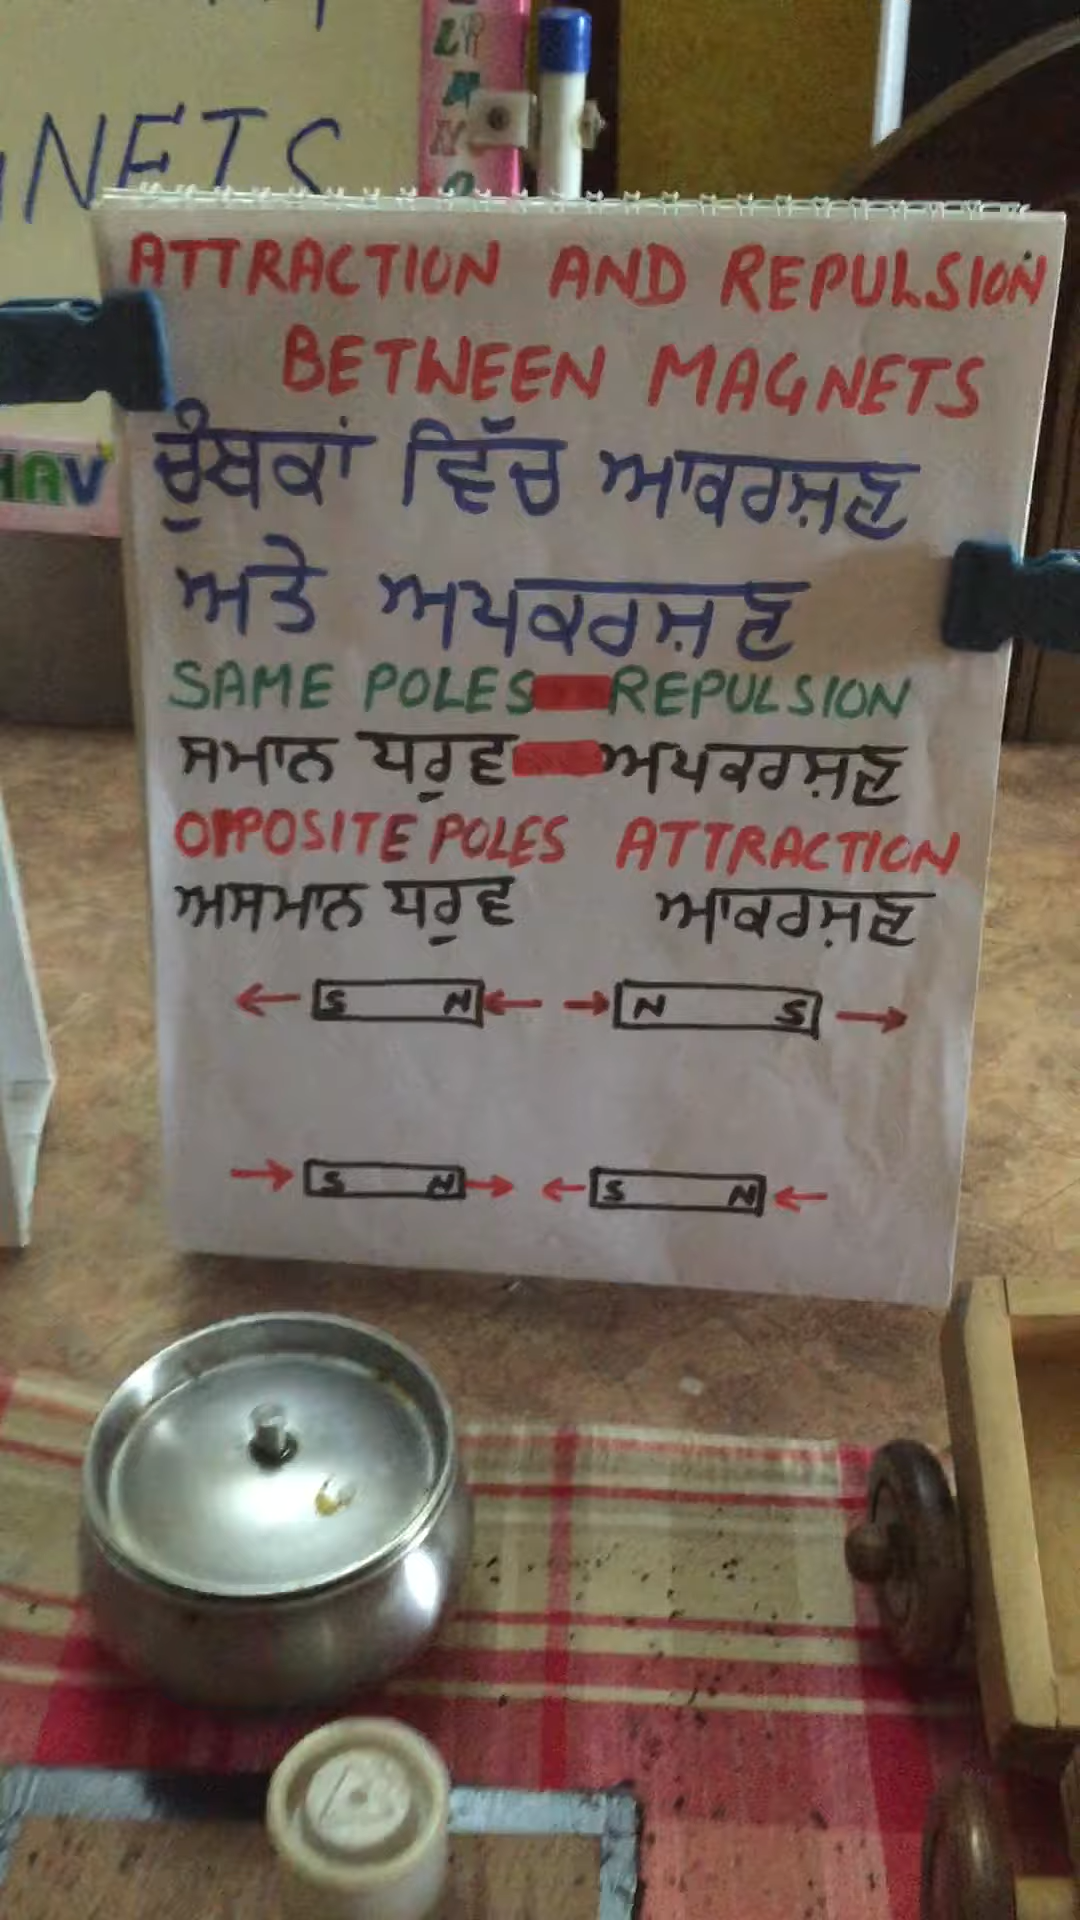 NETS
HAV
ATTRACTION AND REPULSION
BETWEEN MAGNETS
ਚੁੰਬਕਾਂ ਵਿੱਚ ਆਕਰਸ਼ਣ
ਅਤੇ ਅਪਕਰਸ਼ਣ
SAME POLES REPULSION
ਸਮਾਨ ਧਰੁਵ ਅਪਕਰਸ਼ਣ
OPPOSITE POLES ATTRACTION
ਅਸਮਾਨ ਧਰੁਵ ਆਕਰਸ਼ਣ
S N N S
S N S N